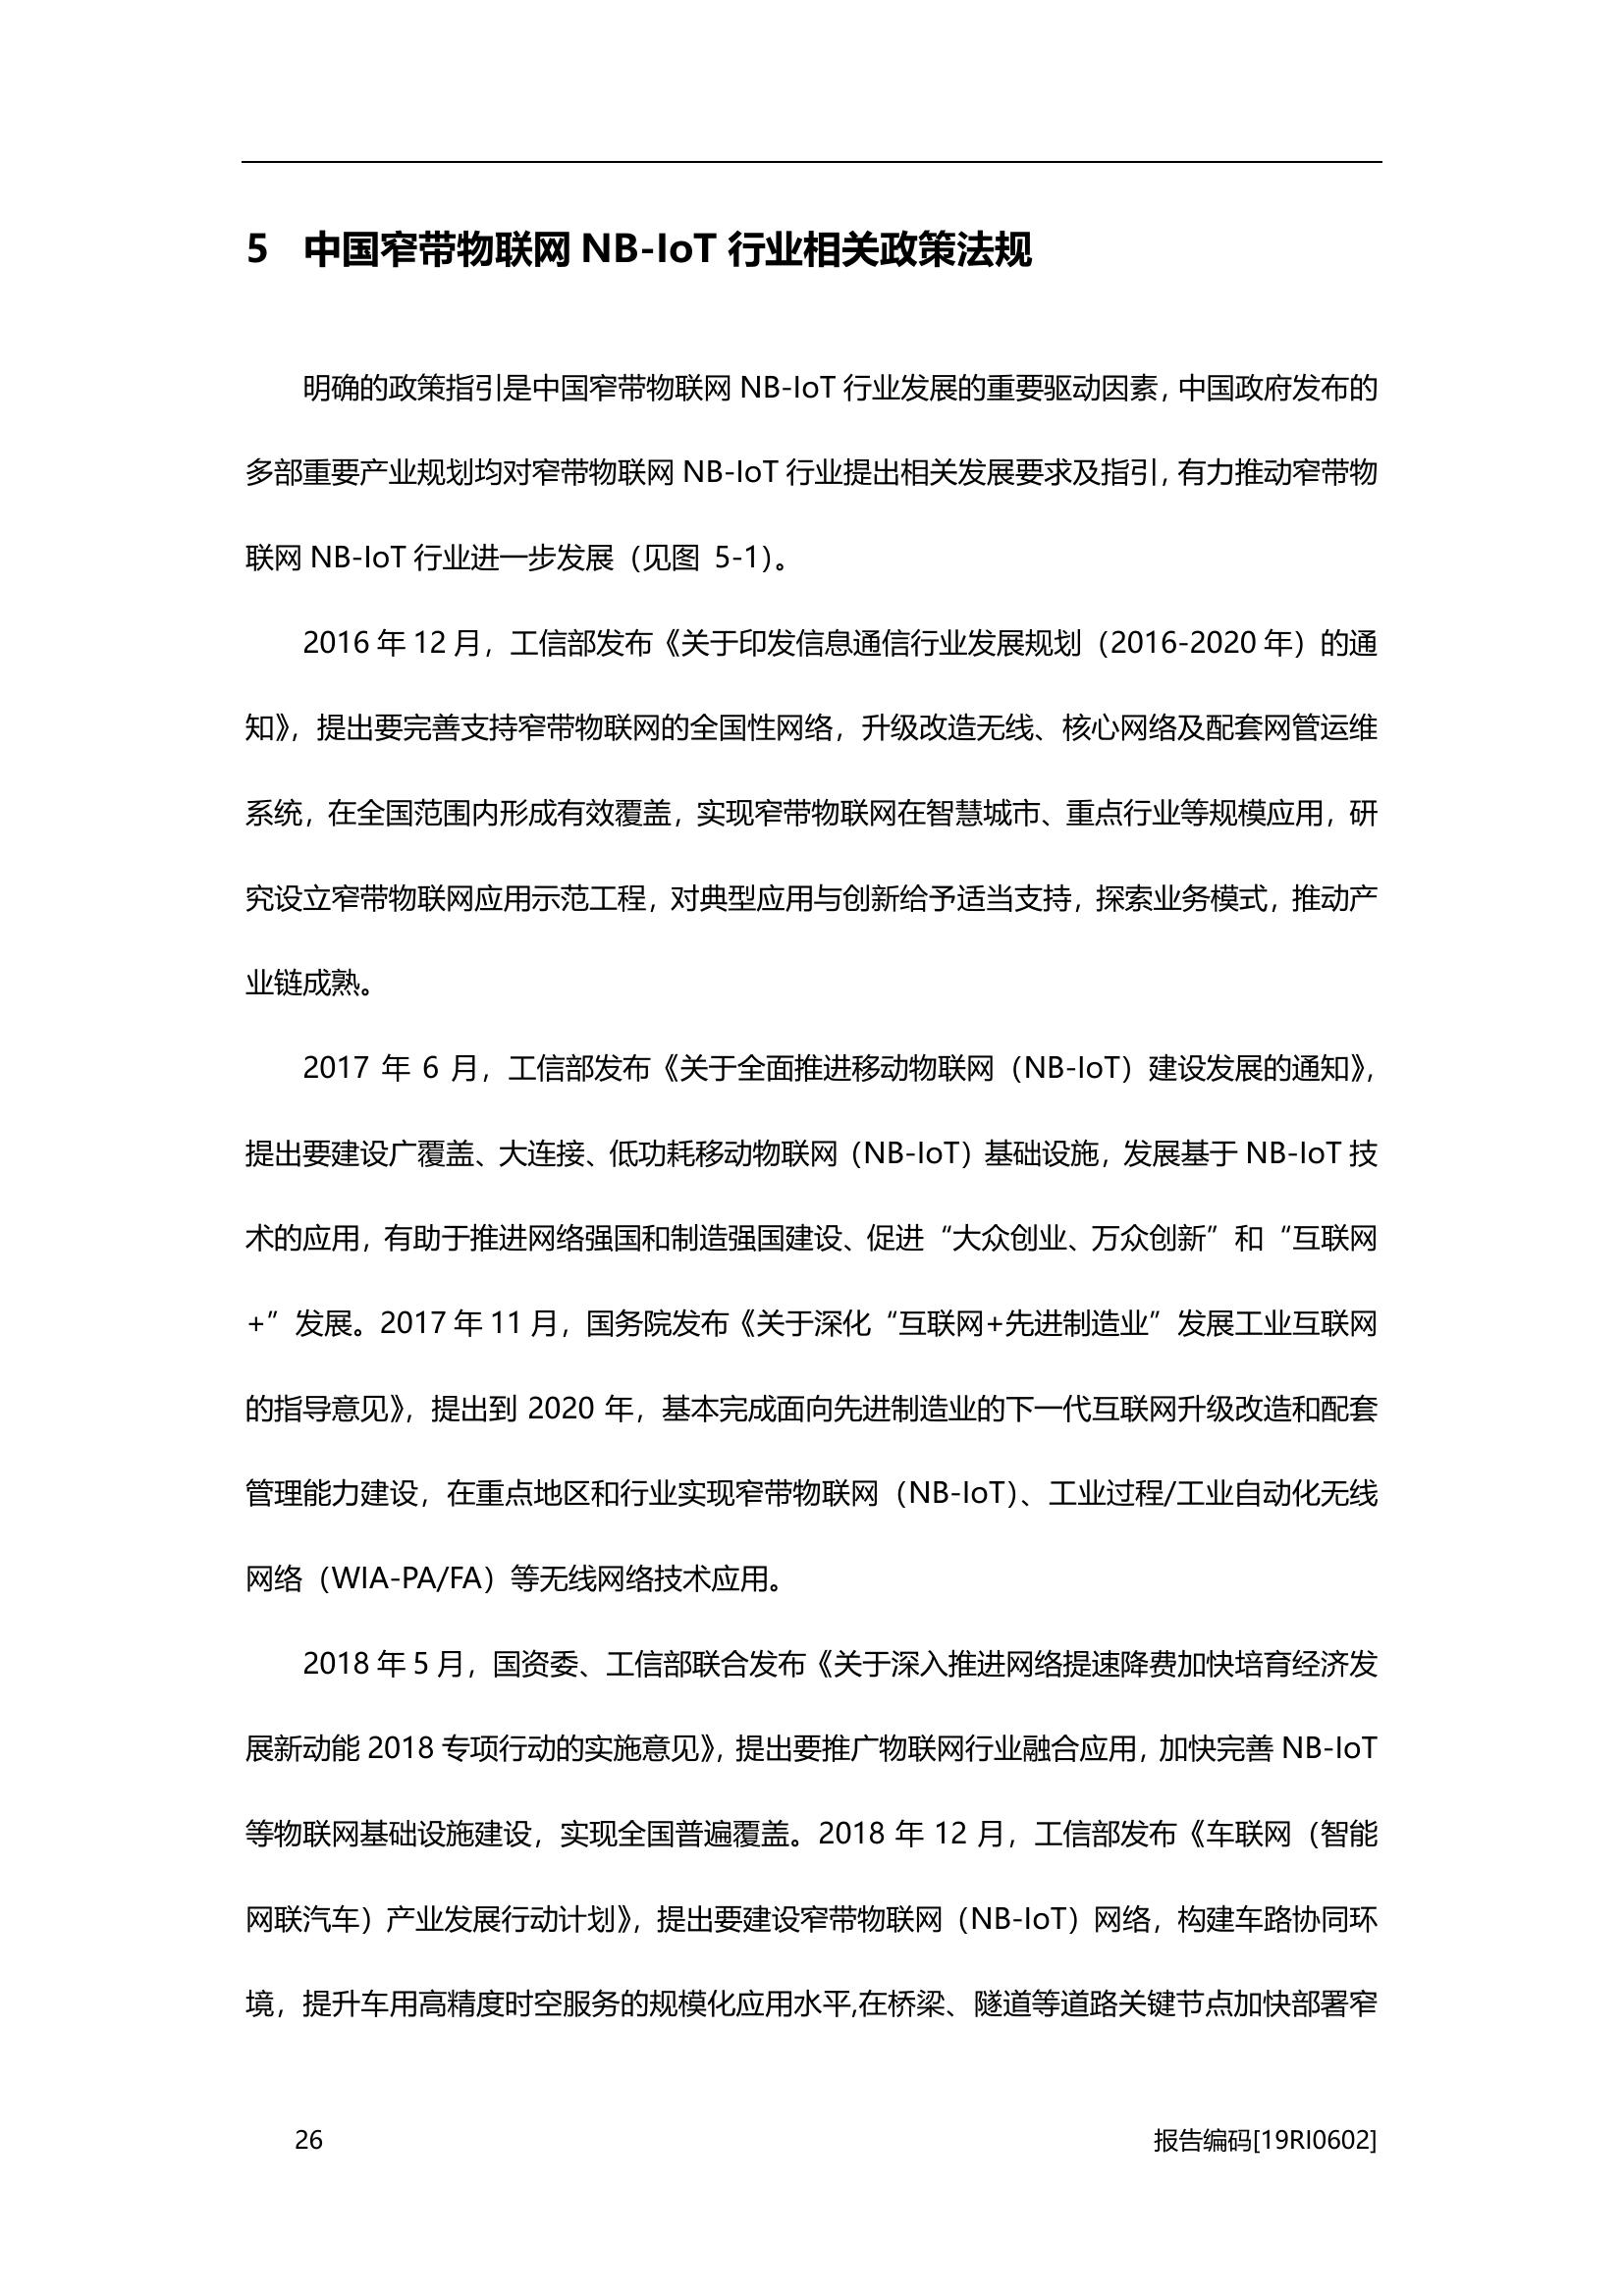 5 中国窄带物联网 NB-IoT 行业相关政策法规
明确的政策指引是中国窄带物联网 NB-IoT 行业发展的重要驱动因素，中国政府发布的
多部重要产业规划均对窄带物联网 NB-IoT 行业提出相关发展要求及指引，有力推动窄带物
联网 NB-IoT 行业进一步发展（见图 5-1）。
2016 年 12 月，工信部发布《关于印发信息通信行业发展规划（2016-2020 年）的通
知》，提出要完善支持窄带物联网的全国性网络，升级改造无线、核心网络及配套网管运维
系统，在全国范围内形成有效覆盖，实现窄带物联网在智慧城市、重点行业等规模应用，研
究设立窄带物联网应用示范工程，对典型应用与创新给予适当支持，探索业务模式，推动产
业链成熟。
2017 年 6 月，工信部发布《关于全面推进移动物联网（NB-IoT）建设发展的通知》，
提出要建设广覆盖、大连接、低功耗移动物联网（NB-IoT）基础设施，发展基于 NB-IoT 技
术的应用，有助于推进网络强国和制造强国建设、促进“大众创业、万众创新”和“互联网
+”发展。2017 年 11 月，国务院发布《关于深化“互联网+先进制造业”发展工业互联网
的指导意见》，提出到 2020 年，基本完成面向先进制造业的下一代互联网升级改造和配套
管理能力建设，在重点地区和行业实现窄带物联网（NB-IoT）、工业过程/工业自动化无线
网络（WIA-PA/FA）等无线网络技术应用。
2018 年 5 月，国资委、工信部联合发布《关于深入推进网络提速降费加快培育经济发
展新动能 2018 专项行动的实施意见》，提出要推广物联网行业融合应用，加快完善 NB-IoT
等物联网基础设施建设，实现全国普遍覆盖。2018 年 12 月，工信部发布《车联网（智能
网联汽车）产业发展行动计划》，提出要建设窄带物联网（NB-IoT）网络，构建车路协同环
境，提升车用高精度时空服务的规模化应用水平,在桥梁、隧道等道路关键节点加快部署窄
26
报告编码[19RI0602]